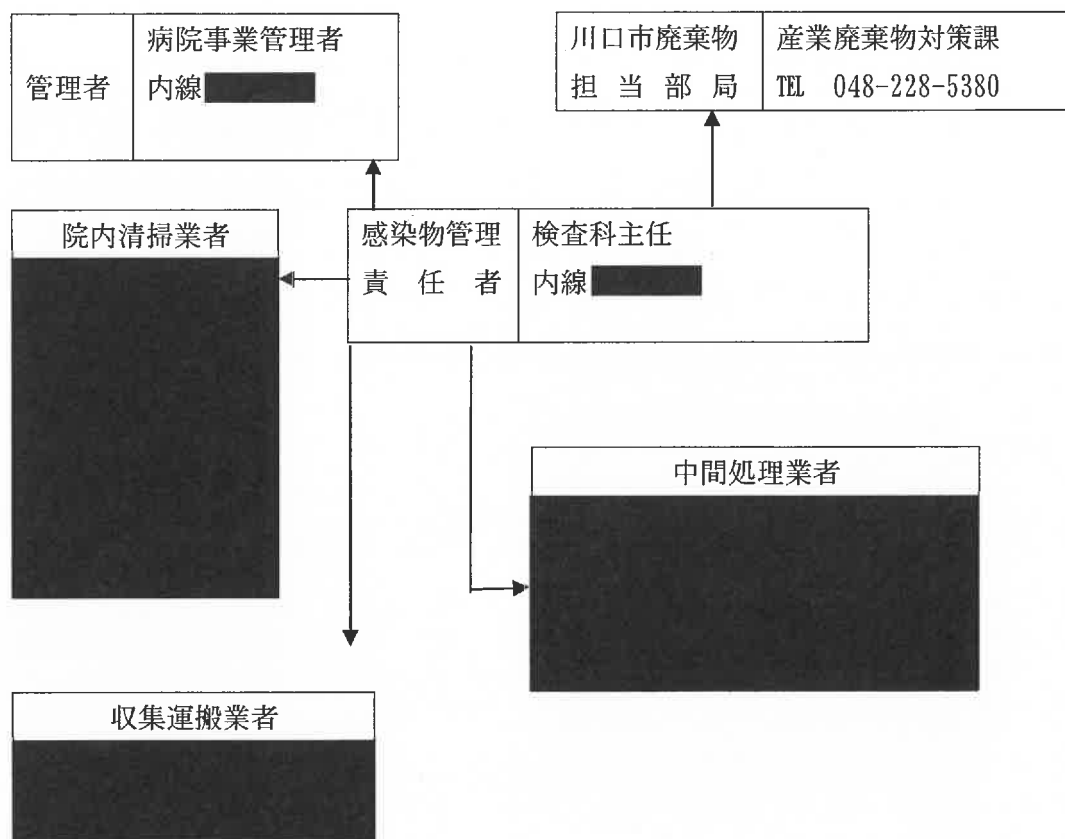 病院事業管理者
管理者
内線
川口市廃棄物
担当部局
産業廃棄物対策課
TEL 048-228-5380
院内清掃業者
感染物管理
責任者
検査科主任
内線
中間処理業者
収集運搬業者